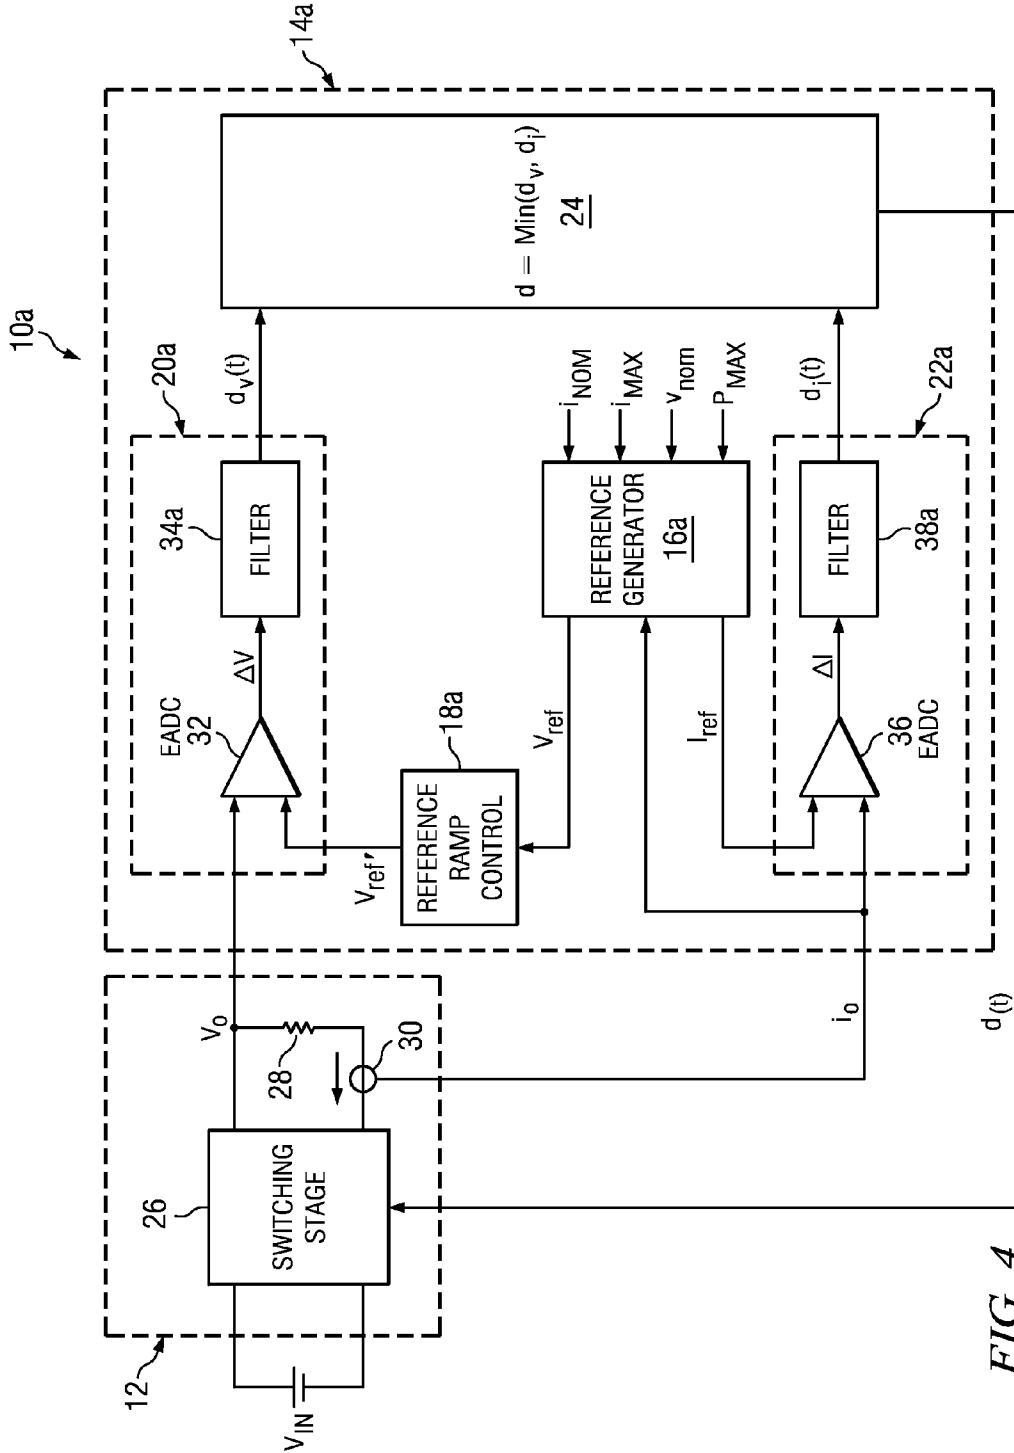 10a
14a
12
V_IN
26
SWITCHING
STAGE
28
30
V_o
i_o
d_(t)
20a
EADC
32
ΔV
34a
FILTER
d_v(t)
18a
REFERENCE
RAMP
CONTROL
V_ref'
V_ref
I_ref
REFERENCE
GENERATOR
16a
i_NOM
i_MAX
v_nom
P_MAX
22a
36
EADC
ΔI
38a
FILTER
d_i(t)
d = Min(d_v, d_i)
24
FIG. 4